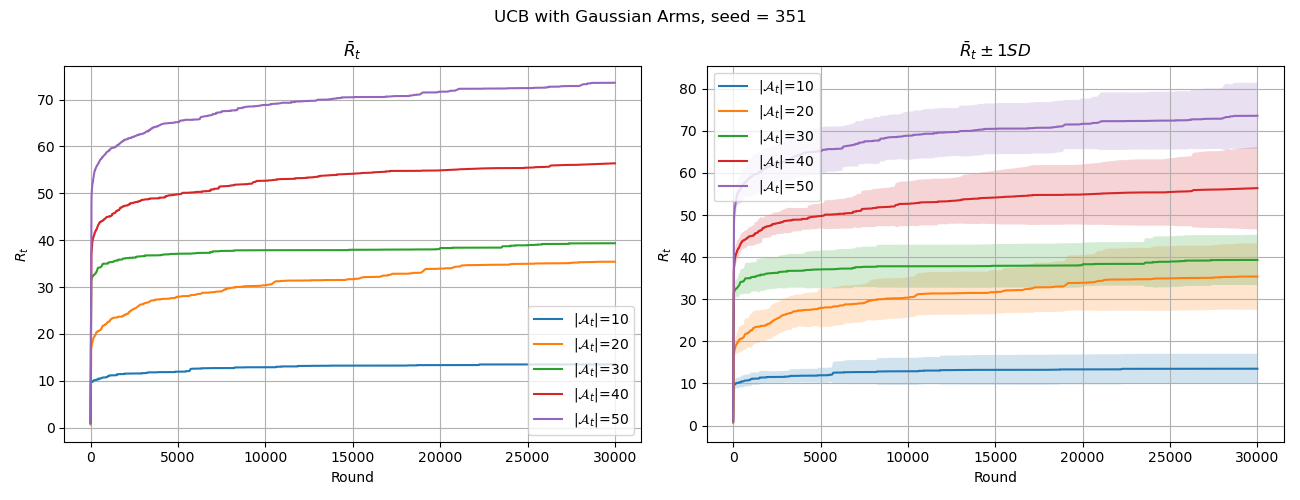 UCB with Gaussian Arms, seed = 351
R̄ₜ
Rₜ
70
60
50
40
30
20
10
0
|𝒜ₜ|=10
|𝒜ₜ|=20
|𝒜ₜ|=30
|𝒜ₜ|=40
|𝒜ₜ|=50
0 5000 10000 15000 20000 25000 30000
Round
R̄ₜ ± 1SD
Rₜ
80
70
60
50
40
30
20
10
0
|𝒜ₜ|=10
|𝒜ₜ|=20
|𝒜ₜ|=30
|𝒜ₜ|=40
|𝒜ₜ|=50
0 5000 10000 15000 20000 25000 30000
Round